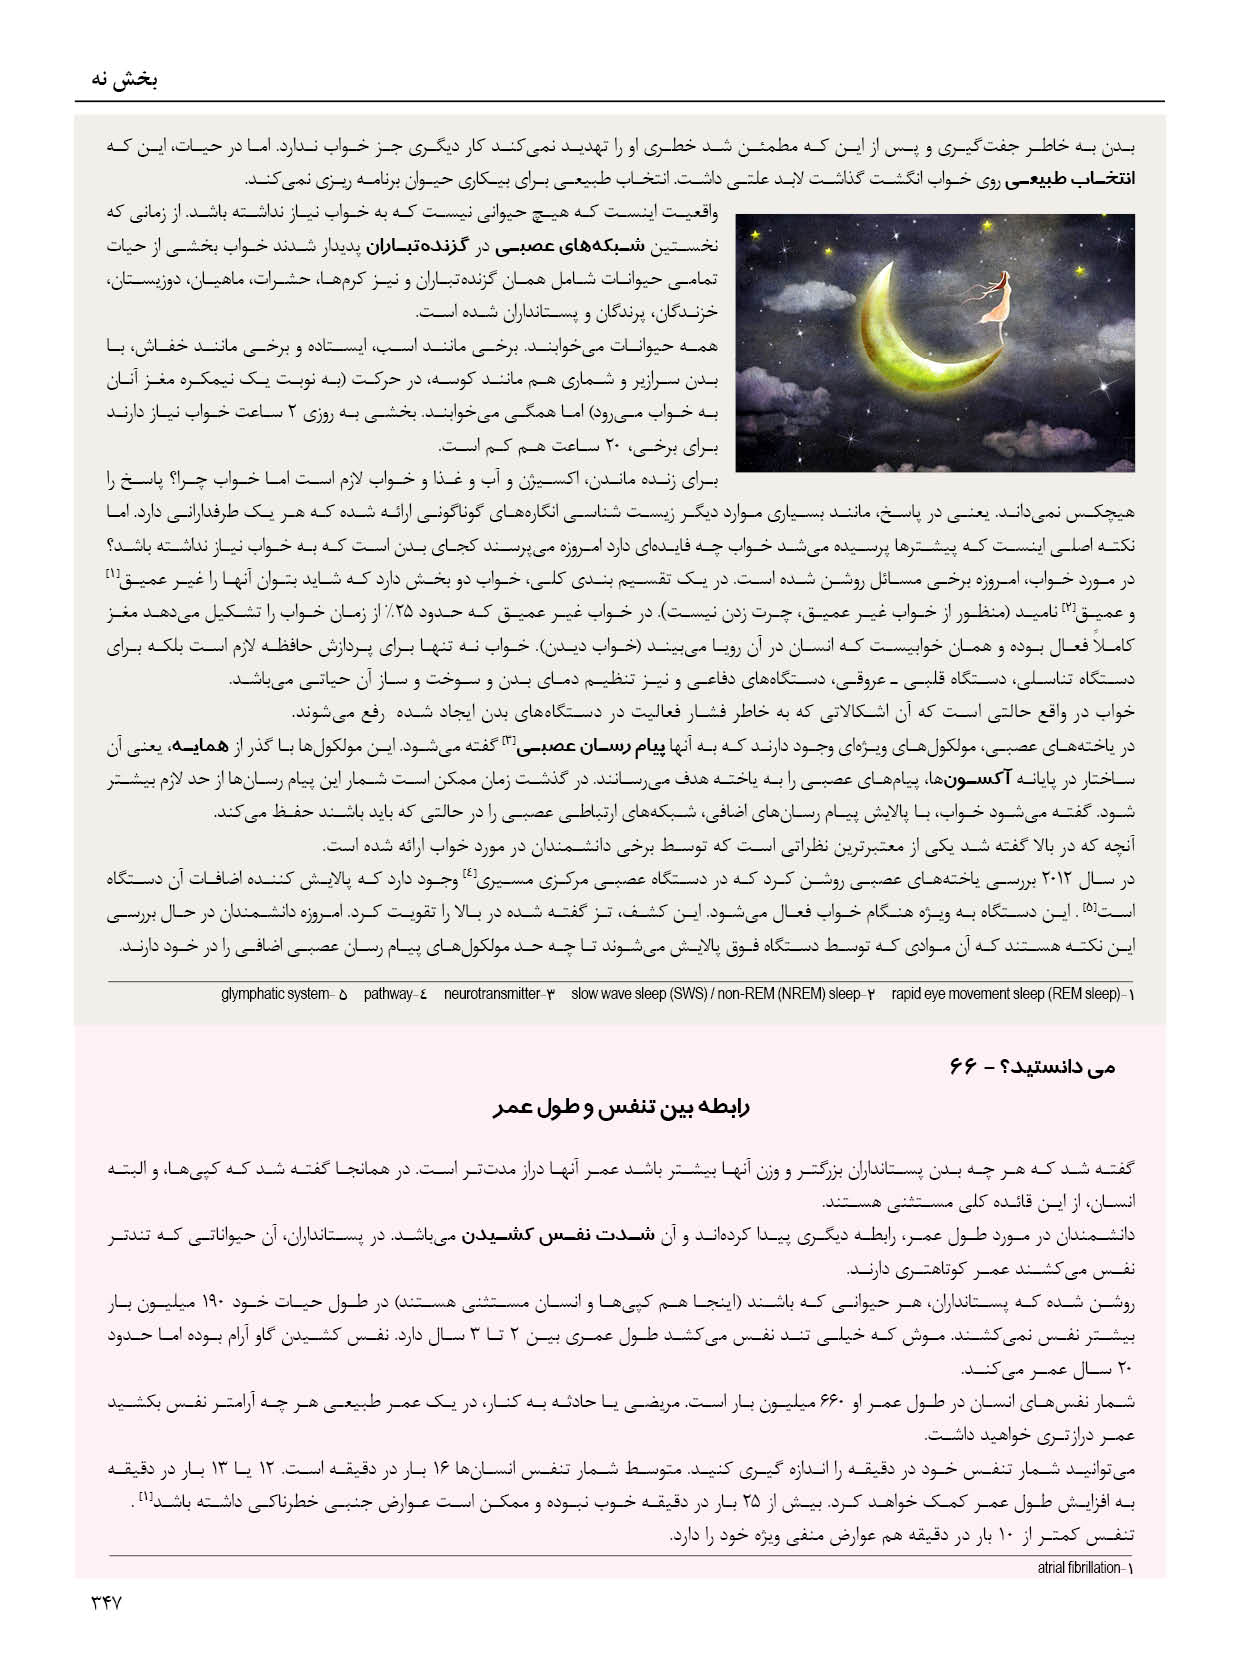 بخش نه
بدن به خاطر جفت‌گیری و پس از این که مطمئن شد خطری او را تهدید نمی‌کند کار دیگری جز خواب ندارد. اما در حیات، این که
انتخاب طبیعی روی خواب انگشت گذاشت لابد علتی داشت. انتخاب طبیعی برای بیکاری حیوان برنامه ریزی نمی‌کند.
واقعیت اینست که هیچ حیوانی نیست که به خواب نیاز نداشته باشد. از زمانی که
نخستین شبکه‌های عصبی در گزنده‌تباران پدیدار شدند خواب بخشی از حیات
تمامی حیوانات شامل همان گزنده‌تباران و نیز کرم‌ها، حشرات، ماهیان، دوزیستان،
خزندگان، پرندگان و پستانداران شده است.
همه حیوانات می‌خوابند. برخی مانند اسب، ایستاده و برخی مانند خفاش، با
بدن سرازیر و شماری هم مانند کوسه، در حرکت (به نوبت یک نیمکره مغز آنان
به خواب می‌رود) اما همگی می‌خوابند. بخشی به روزی ۲ ساعت خواب نیاز دارند
برای برخی، ۲۰ ساعت هم کم است.
برای زنده ماندن، اکسیژن و آب و غذا و خواب لازم است اما خواب چرا؟ پاسخ را
هیچکس نمی‌داند. یعنی در پاسخ، مانند بسیاری موارد دیگر زیست شناسی انگاره‌های گوناگونی ارائه شده که هر یک طرفدارانی دارد. اما
نکته اصلی اینست که پیشترها پرسیده می‌شد خواب چه فایده‌ای دارد امروزه می‌پرسند کجای بدن است که به خواب نیاز نداشته باشد؟
در مورد خواب، امروزه برخی مسائل روشن شده است. در یک تقسیم بندی کلی، خواب دو بخش دارد که شاید بتوان آنها را غیر عمیق[۱]
و عمیق[۲] نامید (منظور از خواب غیر عمیق، چرت زدن نیست). در خواب غیر عمیق که حدود ۲۵٪ از زمان خواب را تشکیل می‌دهد مغز
کاملاً فعال بوده و همان خوابیست که انسان در آن رویا می‌بیند (خواب دیدن). خواب نه تنها برای پردازش حافظه لازم است بلکه برای
دستگاه تناسلی، دستگاه قلبی ـ عروقی، دستگاه‌های دفاعی و نیز تنظیم دمای بدن و سوخت و ساز آن حیاتی می‌باشد.
خواب در واقع حالتی است که آن اشکالاتی که به خاطر فشار فعالیت در دستگاه‌های بدن ایجاد شده رفع می‌شوند.
در یاخته‌های عصبی، مولکول‌های ویژه‌ای وجود دارند که به آنها پیام رسان عصبی[۳] گفته می‌شود. این مولکول‌ها با گذر از همایه، یعنی آن
ساختار در پایانه آکسون‌ها، پیام‌های عصبی را به یاخته هدف می‌رسانند. در گذشت زمان ممکن است شمار این پیام رسان‌ها از حد لازم بیشتر
شود. گفته می‌شود خواب، با پالایش پیام رسان‌های اضافی، شبکه‌های ارتباطی عصبی را در حالتی که باید باشند حفظ می‌کند.
آنچه که در بالا گفته شد یکی از معتبرترین نظراتی است که توسط برخی دانشمندان در مورد خواب ارائه شده است.
در سال ۲۰۱۲ بررسی یاخته‌های عصبی روشن کرد که در دستگاه عصبی مرکزی مسیری[٤] وجود دارد که پالایش کننده اضافات آن دستگاه
است[۵] . این دستگاه به ویژه هنگام خواب فعال می‌شود. این کشف، تز گفته شده در بالا را تقویت کرد. امروزه دانشمندان در حال بررسی
این نکته هستند که آن موادی که توسط دستگاه فوق پالایش می‌شوند تا چه حد مولکول‌های پیام رسان عصبی اضافی را در خود دارند.
۱-rapid eye movement sleep (REM sleep) ۲-slow wave sleep (SWS) / non-REM (NREM) sleep ۳-neurotransmitter ٤-pathway ۵ -glymphatic system
می دانستید؟ - ۶۶
رابطه بین تنفس و طول عمر
گفته شد که هر چه بدن پستانداران بزرگتر و وزن آنها بیشتر باشد عمر آنها دراز مدت‌تر است. در همانجا گفته شد که کپی‌ها، و البته
انسان، از این قائده کلی مستثنی هستند.
دانشمندان در مورد طول عمر، رابطه دیگری پیدا کرده‌اند و آن شدت نفس کشیدن می‌باشد. در پستانداران، آن حیواناتی که تندتر
نفس می‌کشند عمر کوتاهتری دارند.
روشن شده که پستانداران، هر حیوانی که باشند (اینجا هم کپی‌ها و انسان مستثنی هستند) در طول حیات خود ۱۹۰ میلیون بار
بیشتر نفس نمی‌کشند. موش که خیلی تند نفس می‌کشد طول عمری بین ۲ تا ۳ سال دارد. نفس کشیدن گاو آرام بوده اما حدود
۲۰ سال عمر می‌کند.
شمار نفس‌های انسان در طول عمر او ۶۶۰ میلیون بار است. مریضی یا حادثه به کنار، در یک عمر طبیعی هر چه آرامتر نفس بکشید
عمر درازتری خواهید داشت.
می‌توانید شمار تنفس خود در دقیقه را اندازه گیری کنید. متوسط شمار تنفس انسان‌ها ۱۶ بار در دقیقه است. ۱۲ یا ۱۳ بار در دقیقه
به افزایش طول عمر کمک خواهد کرد. بیش از ۲۵ بار در دقیقه خوب نبوده و ممکن است عوارض جنبی خطرناکی داشته باشد[۱] .
تنفس کمتر از ۱۰ بار در دقیقه هم عوارض منفی ویژه خود را دارد.
۱-atrial fibrillation
۳۴۷